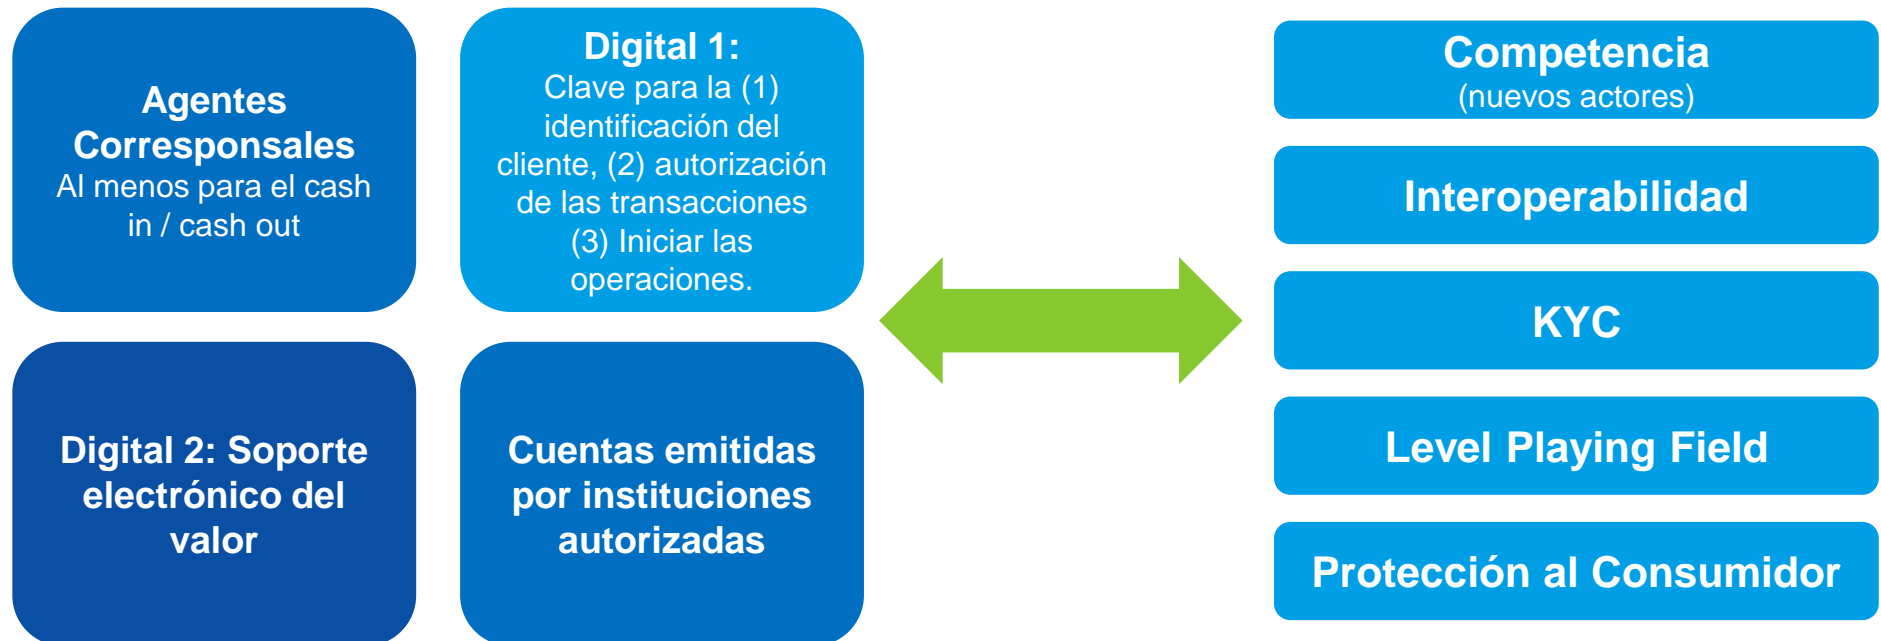 Agentes
Corresponsales
Al menos para el cash
in / cash out
Digital 1:
Clave para la (1)
identificación del
cliente, (2) autorización
de las transacciones
(3) Iniciar las
operaciones.
Digital 2: Soporte
electrónico del
valor
Cuentas emitidas
por instituciones
autorizadas
Competencia
(nuevos actores)
Interoperabilidad
KYC
Level Playing Field
Protección al Consumidor